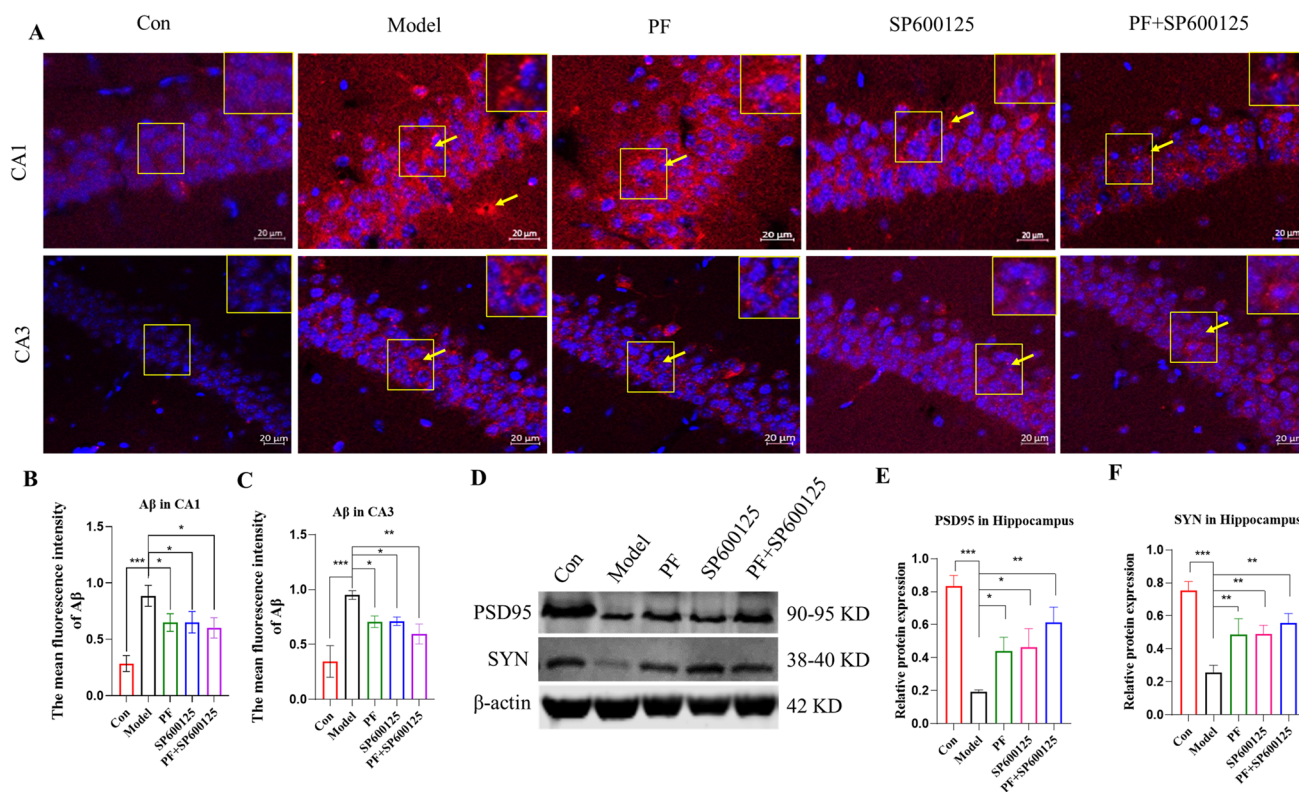 Con Model PF SP600125 PF+SP600125
A
CA1
20 µm 20 µm 20 µm 20 µm 20 µm
CA3
20 µm 20 µm 20 µm 20 µm 20 µm
B
Aβ in CA1
The mean fluorescence intensity
of Aβ
1.5
1.0
0.5
0.0
***
*
*
*
Con
Model
PF
SP600125
PF+SP600125
C
Aβ in CA3
The mean fluorescence intensity
of Aβ
1.5
1.0
0.5
0.0
***
*
*
**
Con
Model
PF
SP600125
PF+SP600125
D
Con Model PF SP600125 PF+SP600125
PSD95 90-95 KD
SYN 38-40 KD
β-actin 42 KD
E
PSD95 in Hippocampus
Relative protein expression
1.0
0.8
0.6
0.4
0.2
0.0
***
**
*
*
Con
Model
PF
SP600125
PF+SP600125
F
SYN in Hippocampus
Relative protein expression
1.0
0.8
0.6
0.4
0.2
0.0
***
**
**
**
Con
Model
PF
SP600125
PF+SP600125